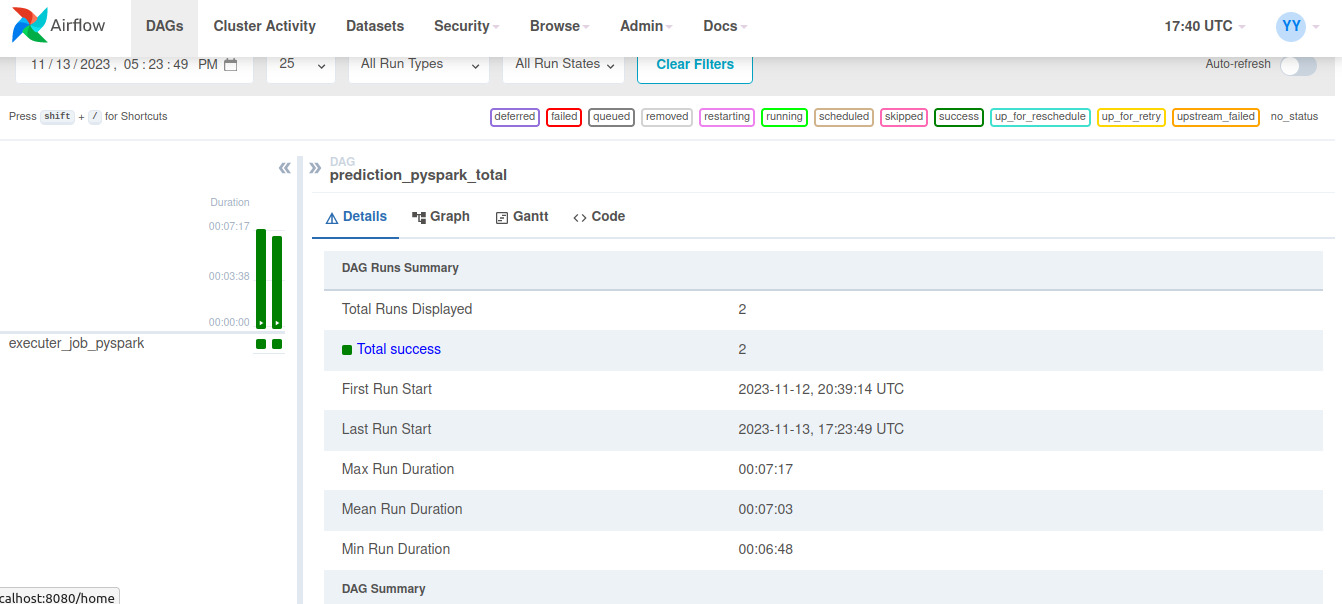 Airflow DAGs Cluster Activity Datasets Security Browse Admin Docs 17:40 UTC YY
11 / 13 / 2023 , 05 : 23 : 49 PM 25 All Run Types All Run States Clear Filters Auto-refresh
Press shift + / for Shortcuts deferred failed queued removed restarting running scheduled skipped success up_for_reschedule up_for_retry upstream_failed no_status
DAG
prediction_pyspark_total
Duration
00:07:17
00:03:38
00:00:00
executer_job_pyspark
Details Graph Gantt Code
DAG Runs Summary
Total Runs Displayed 2
Total success 2
First Run Start 2023-11-12, 20:39:14 UTC
Last Run Start 2023-11-13, 17:23:49 UTC
Max Run Duration 00:07:17
Mean Run Duration 00:07:03
Min Run Duration 00:06:48
DAG Summary
calhost:8080/home